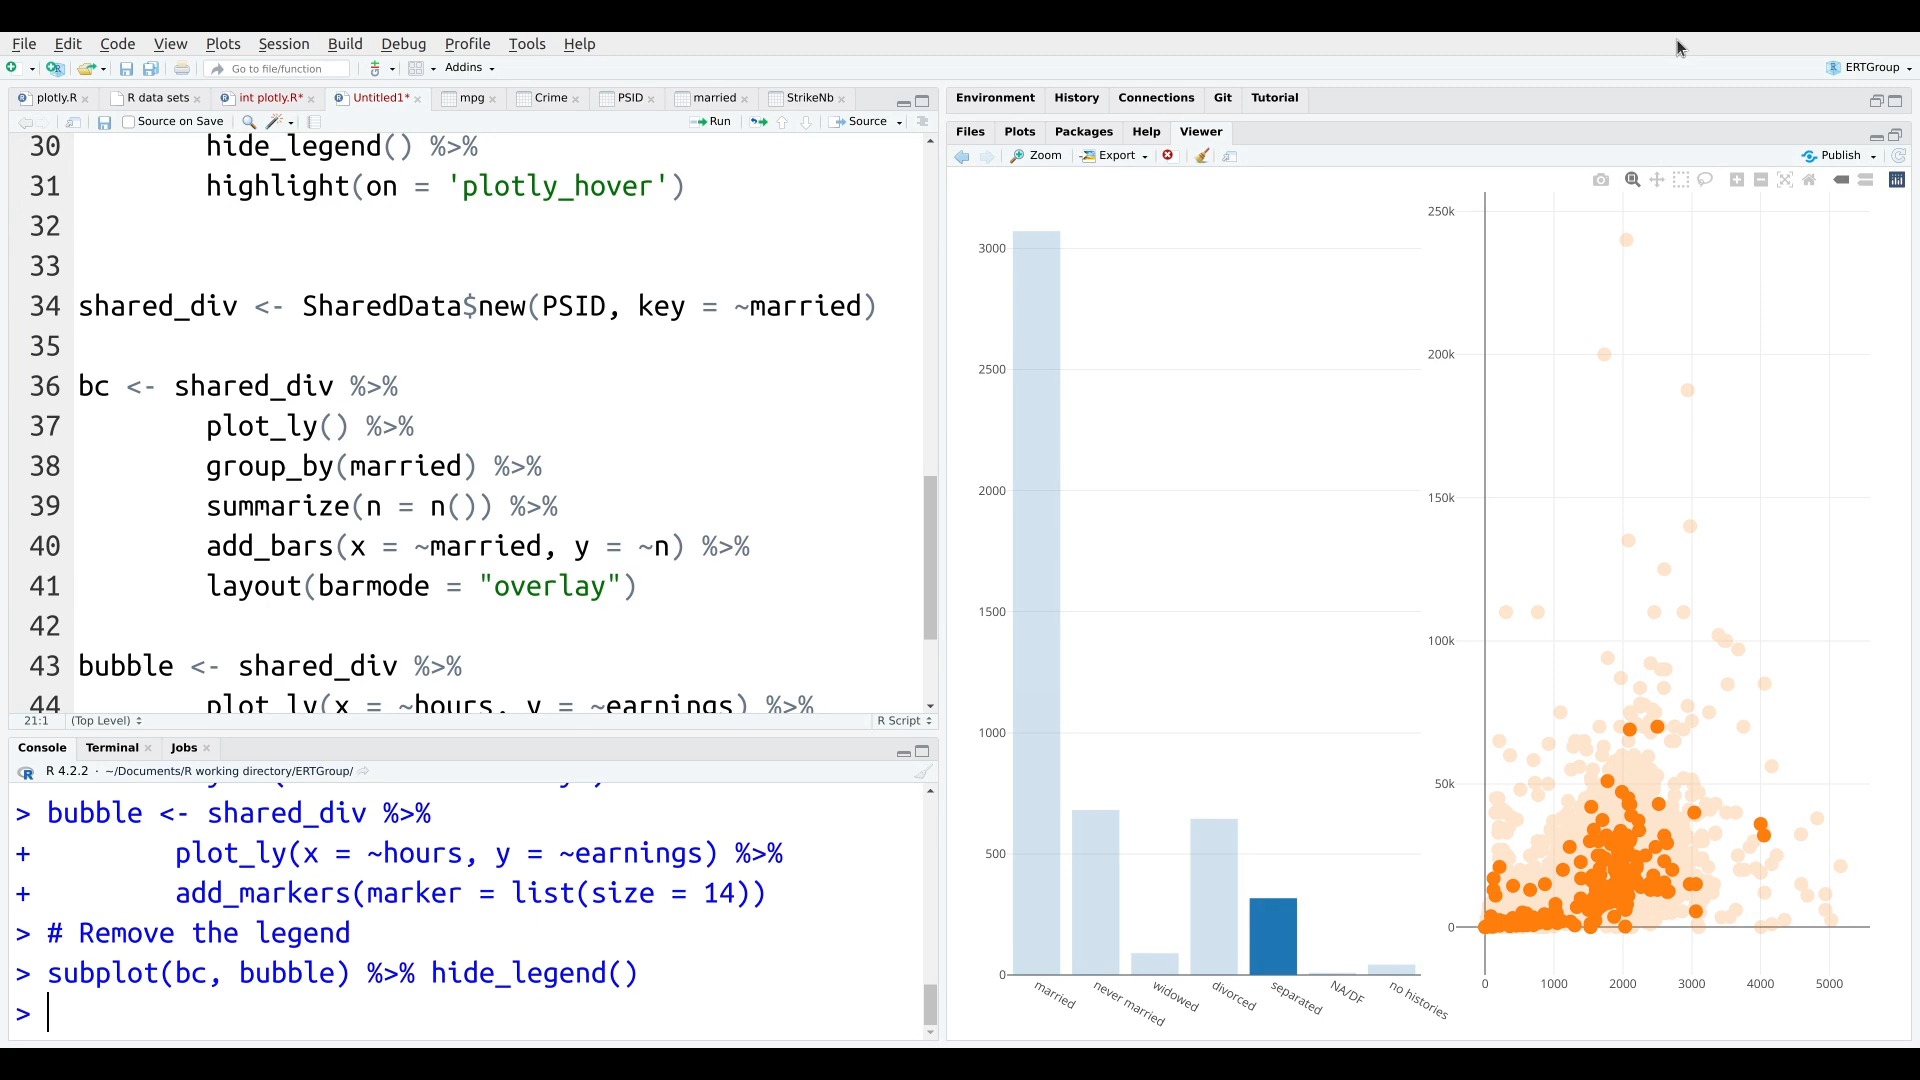 File Edit Code View Plots Session Build Debug Profile Tools Help
Go to file/function Addins ERTGroup
plotly.R R data sets int plotly.R* Untitled1* mpg Crime PSID married StrikeNb
Source on Save Run Source
30 hide_legend() %>%
31 highlight(on = 'plotly_hover')
32
33
34 shared_div <- SharedData$new(PSID, key = ~married)
35
36 bc <- shared_div %>%
37 plot_ly() %>%
38 group_by(married) %>%
39 summarize(n = n()) %>%
40 add_bars(x = ~married, y = ~n) %>%
41 layout(barmode = "overlay")
42
43 bubble <- shared_div %>%
44 plot_ly(x = ~hours, y = ~earnings) %>%
21:1 (Top Level) R Script
Console Terminal Jobs
R 4.2.2 · ~/Documents/R working directory/ERTGroup/
> bubble <- shared_div %>%
+ plot_ly(x = ~hours, y = ~earnings) %>%
+ add_markers(marker = list(size = 14))
> # Remove the legend
> subplot(bc, bubble) %>% hide_legend()
>
Environment History Connections Git Tutorial
Files Plots Packages Help Viewer
Zoom Export Publish
3000
2500
2000
1500
1000
500
0
married never married widowed divorced separated NA/DF no histories
250k
200k
150k
100k
50k
0
0 1000 2000 3000 4000 5000